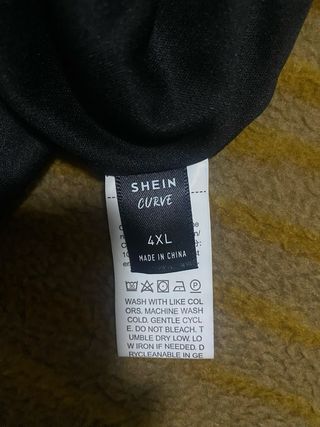 SHEIN
CURVE
4XL
MADE IN CHINA
WASH WITH LIKE COL
ORS. MACHINE WASH
COLD. GENTLE CYCL
E. DO NOT BLEACH. T
UMBLE DRY LOW. LO
W IRON IF NEEDED. D
RYCLEANABLE IN GE